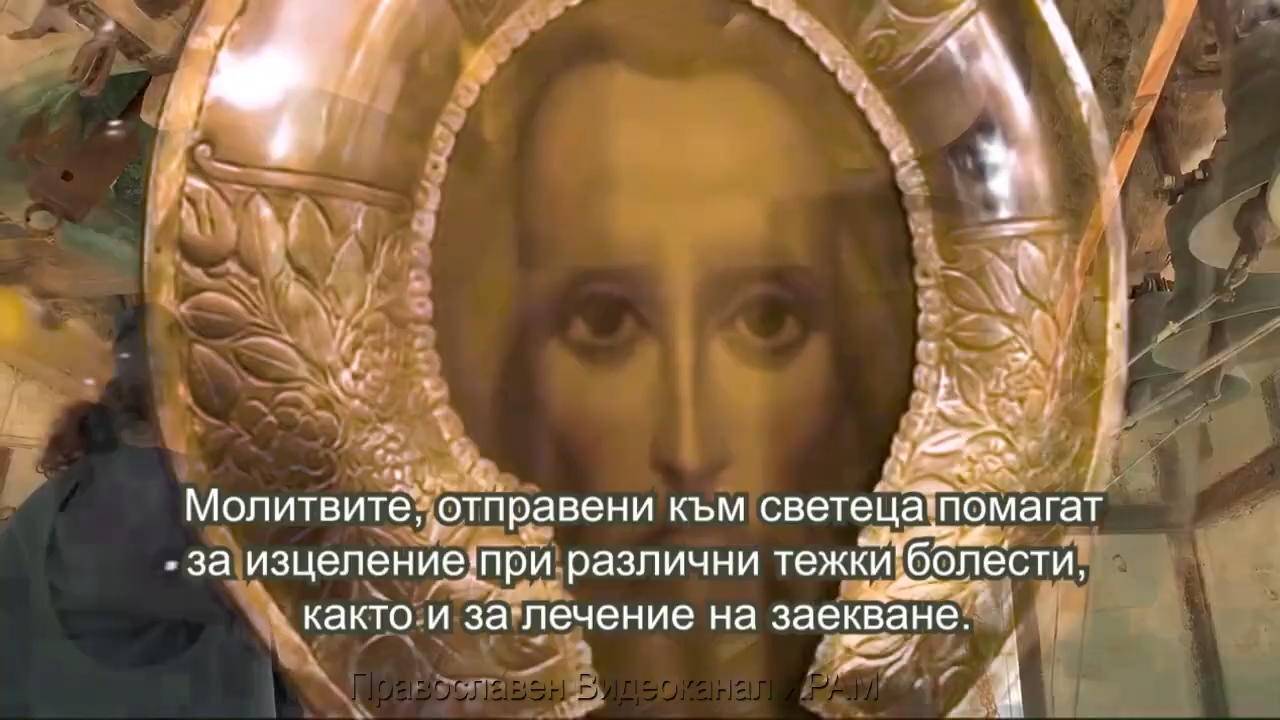 Молитвите, отправени към светеца помагат
за изцеление при различни тежки болести,
както и за лечение на заекване.
Православен Видеоканал ХРАМ